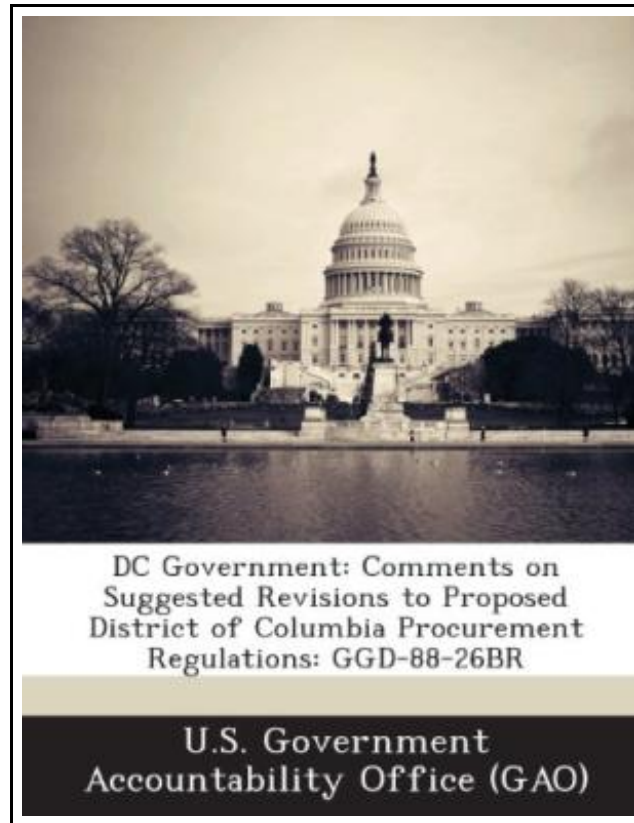 DC Government: Comments on
Suggested Revisions to Proposed
District of Columbia Procurement
Regulations: GGD-88-26BR
U.S. Government
Accountability Office (GAO)